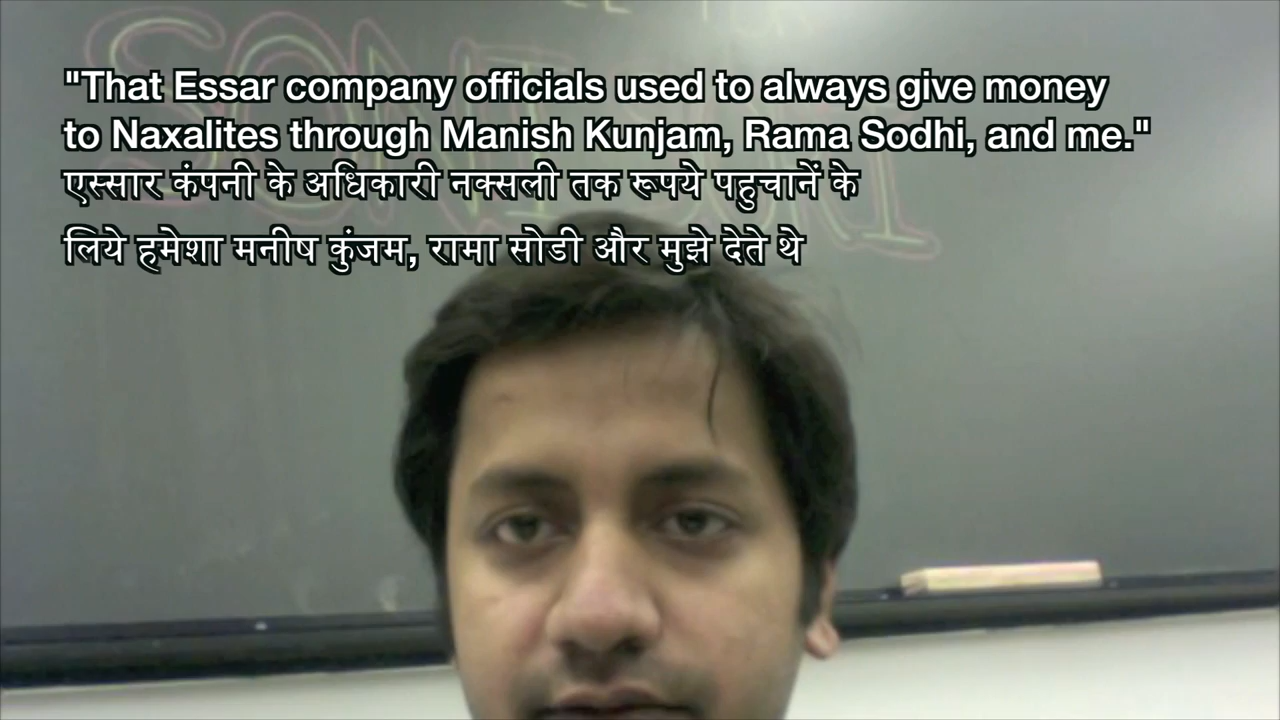 SONI
"That Essar company officials used to always give money
to Naxalites through Manish Kunjam, Rama Sodhi, and me."
एस्सार कंपनी के अधिकारी नक्सली तक रूपये पहुचानें के
लिये हमेशा मनीष कुंजम, रामा सोडी और मुझे देते थे